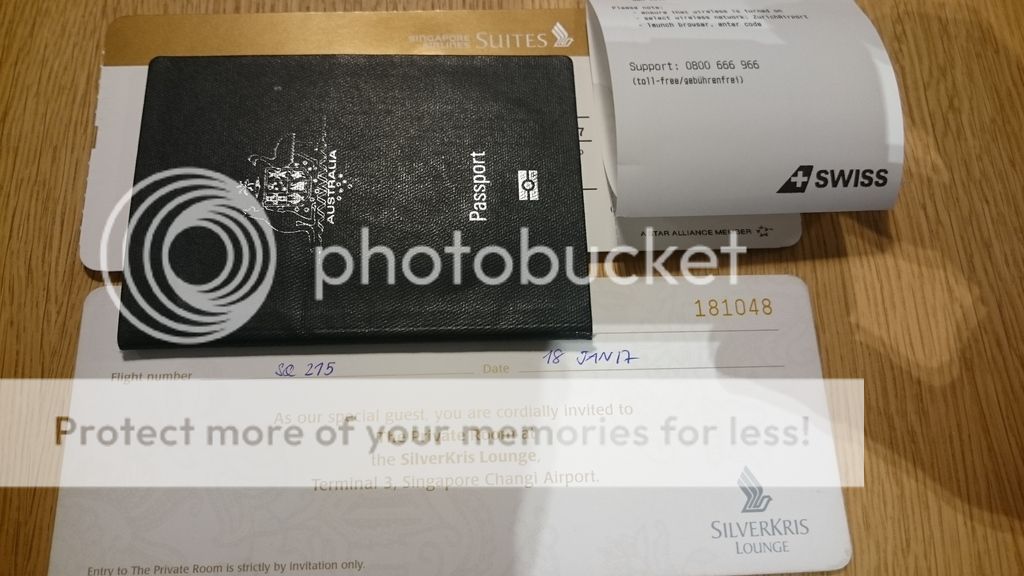 Please note:
- ensure that wireless is turned on
- select wireless network: ZurichAirport
- launch browser, enter code
SINGAPORE AIRLINES SUITES
Support: 0800 666 966
(toll-free/gebührenfrei)
SWISS
AUSTRALIA
Passport
A STAR ALLIANCE MEMBER
photobucket
181048
Flight number SQ 215 Date 18 JAN 17
As our special guest, you are cordially invited to
The Private Room at
the SilverKris Lounge,
Terminal 3, Singapore Changi Airport.
Protect more of your memories for less!
SILVERKRIS
LOUNGE
Entry to The Private Room is strictly by invitation only.